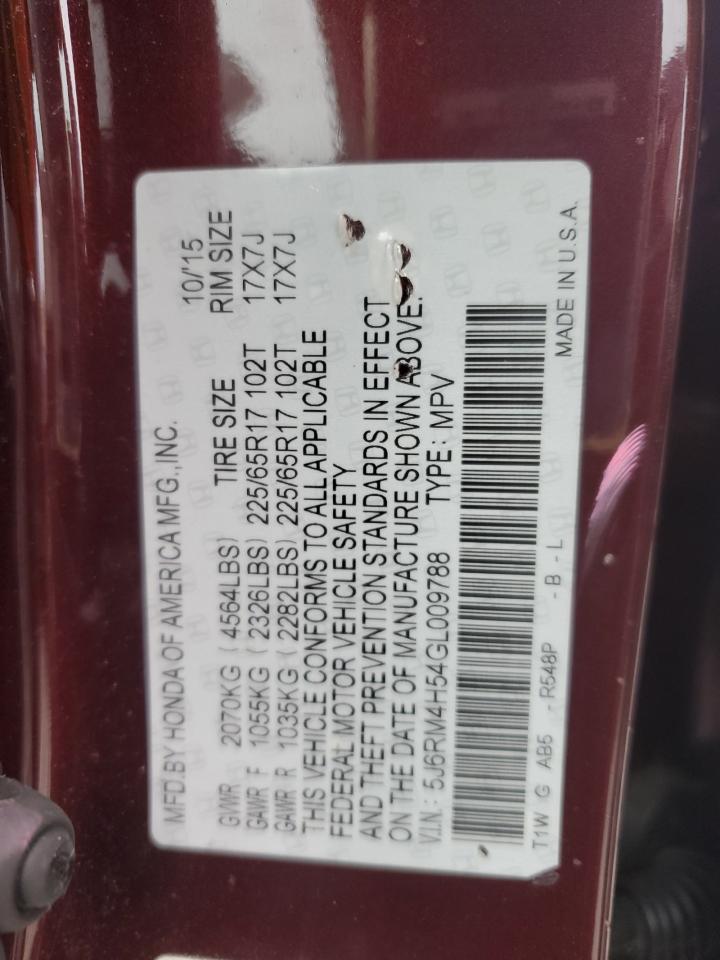 MFD.BY HONDA OF AMERICA MFG.,INC. 10/'15
GVWR 2070KG (4564LBS) TIRE SIZE RIM SIZE
GAWR F 1055KG (2326LBS) 225/65R17 102T 17X7J
GAWR R 1035KG (2282LBS) 225/65R17 102T 17X7J
THIS VEHICLE CONFORMS TO ALL APPLICABLE
FEDERAL MOTOR VEHICLE SAFETY
AND THEFT PREVENTION STANDARDS IN EFFECT
ON THE DATE OF MANUFACTURE SHOWN ABOVE.
V.I.N.: 5J6RM4H54GL009788 TYPE: MPV
T1W G AB5 - R548P - B - L MADE IN U.S.A.